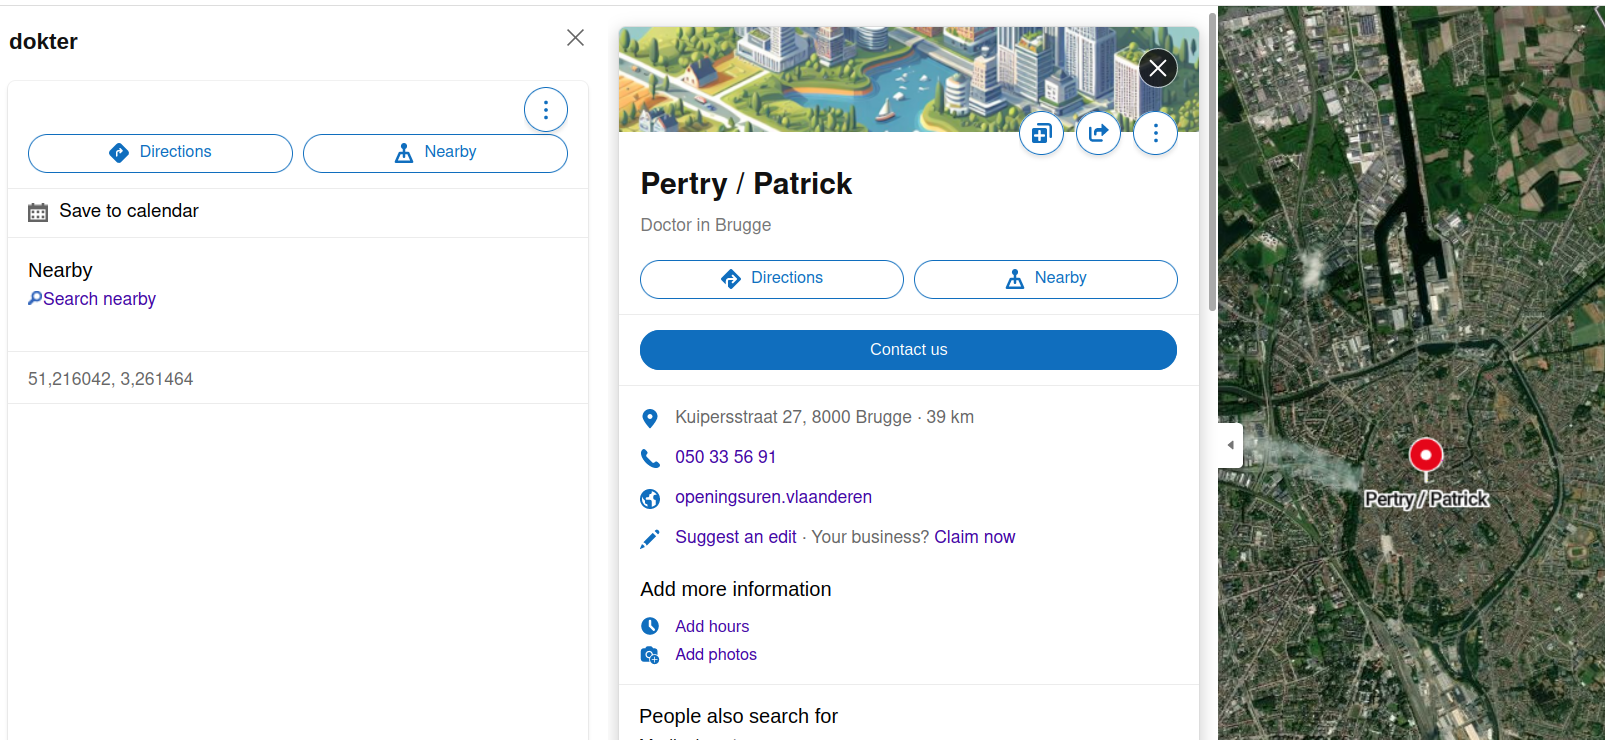 dokter
Directions
Nearby
Save to calendar
Nearby
Search nearby
51,216042, 3,261464
Pertry / Patrick
Doctor in Brugge
Directions
Nearby
Contact us
Kuipersstraat 27, 8000 Brugge · 39 km
050 33 56 91
openingsuren.vlaanderen
Suggest an edit · Your business? Claim now
Add more information
Add hours
Add photos
People also search for
Pertry / Patrick